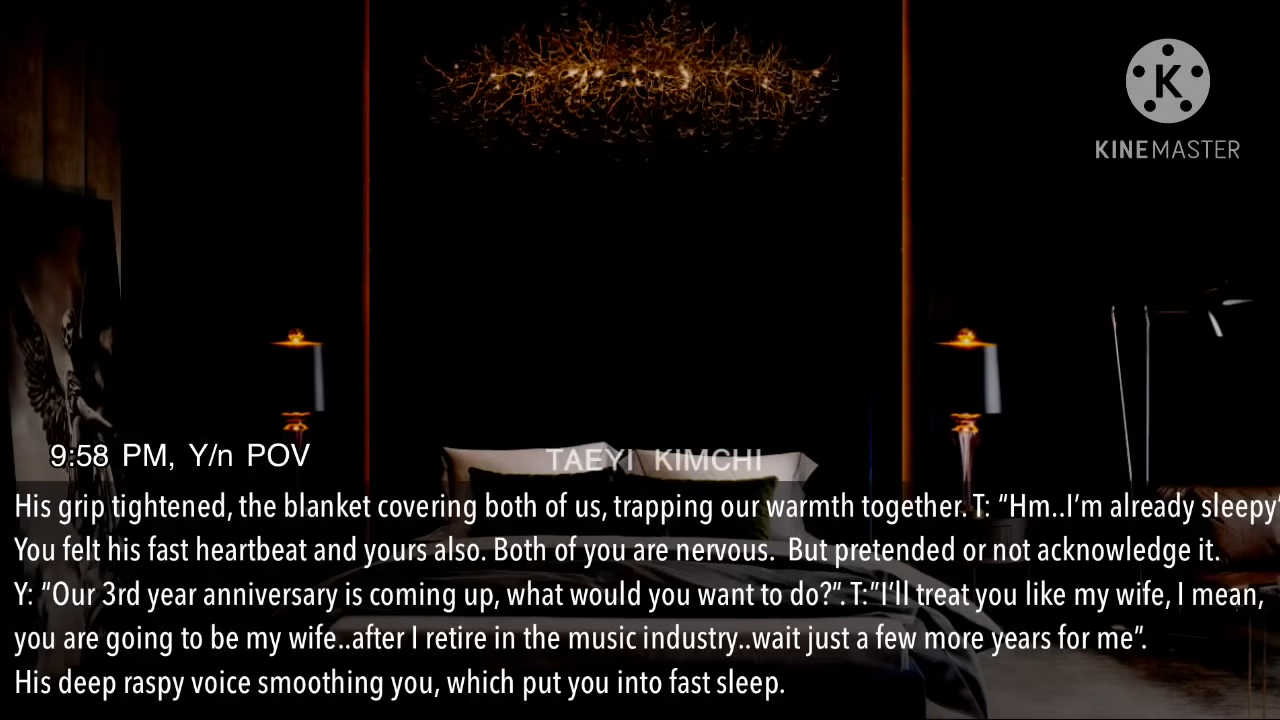 K
KINEMASTER
9:58 PM, Y/n POV
TAEYI KIMCHI
His grip tightened, the blanket covering both of us, trapping our warmth together. T: “Hm..I’m already sleepy”
You felt his fast heartbeat and yours also. Both of you are nervous. But pretended or not acknowledge it.
Y: “Our 3rd year anniversary is coming up, what would you want to do?”. T:”I’ll treat you like my wife, I mean,
you are going to be my wife..after I retire in the music industry..wait just a few more years for me”.
His deep raspy voice smoothing you, which put you into fast sleep.